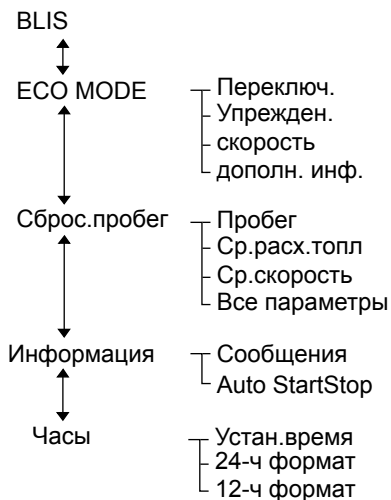 BLIS
ECO MODE
Переключ.
Упрежден.
скорость
дополн. инф.
Сброс.пробег
Пробег
Ср.расх.топл
Ср.скорость
Все параметры
Информация
Сообщения
Auto StartStop
Часы
Устан.время
24-ч формат
12-ч формат